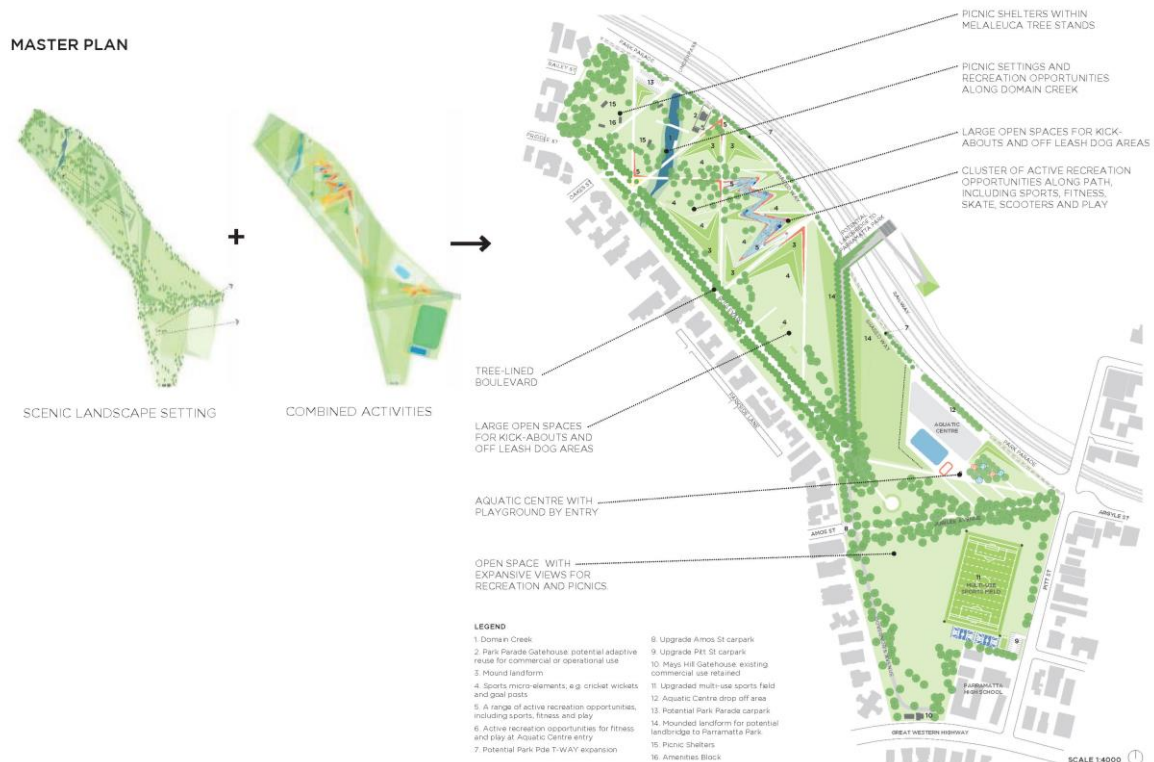 MASTER PLAN
SCENIC LANDSCAPE SETTING
COMBINED ACTIVITIES
PICNIC SHELTERS WITHIN
MELALEUCA TREE STANDS
PICNIC SETTINGS AND
RECREATION OPPORTUNITIES
ALONG DOMAIN CREEK
LARGE OPEN SPACES FOR KICK-
ABOUTS AND OFF LEASH DOG AREAS
CLUSTER OF ACTIVE RECREATION
OPPORTUNITIES ALONG PATH,
INCLUDING SPORTS, FITNESS,
SKATE, SCOOTERS AND PLAY
TREE-LINED
BOULEVARD
LARGE OPEN SPACES
FOR KICK-ABOUTS AND
OFF LEASH DOG AREAS
AQUATIC CENTRE WITH
PLAYGROUND BY ENTRY
OPEN SPACE WITH
EXPANSIVE VIEWS FOR
RECREATION AND PICNICS
PARK PARADE
RAILWAY
PARKSIDE LANE
AQUATIC
CENTRE
PARK PARADE
ARGYLE ST
AMOS ST
PITT ST
11
MULTI-USE
SPORTS FIELD
PARRAMATTA
HIGH SCHOOL
GREAT WESTERN HIGHWAY
LEGEND
1. Domain Creek
2. Park Parade Gatehouse: potential adaptive
reuse for commercial or operational use
3. Mound landform
4. Sports micro-elements, e.g. cricket wickets
and goal posts
5. A range of active recreation opportunities,
including sports, fitness and play
6. Active recreation opportunities for fitness
and play at Aquatic Centre entry
7. Potential Park Pde T-WAY expansion
8. Upgrade Amos St carpark
9. Upgrade Pitt St carpark
10. Mays Hill Gatehouse: existing
commercial use retained
11. Upgraded multi-use sports field
12. Aquatic Centre drop off area
13. Potential Park Parade carpark
14. Mounded landform for potential
landbridge to Parramatta Park
15. Picnic Shelters
16. Amenities Block
SCALE 1:4000